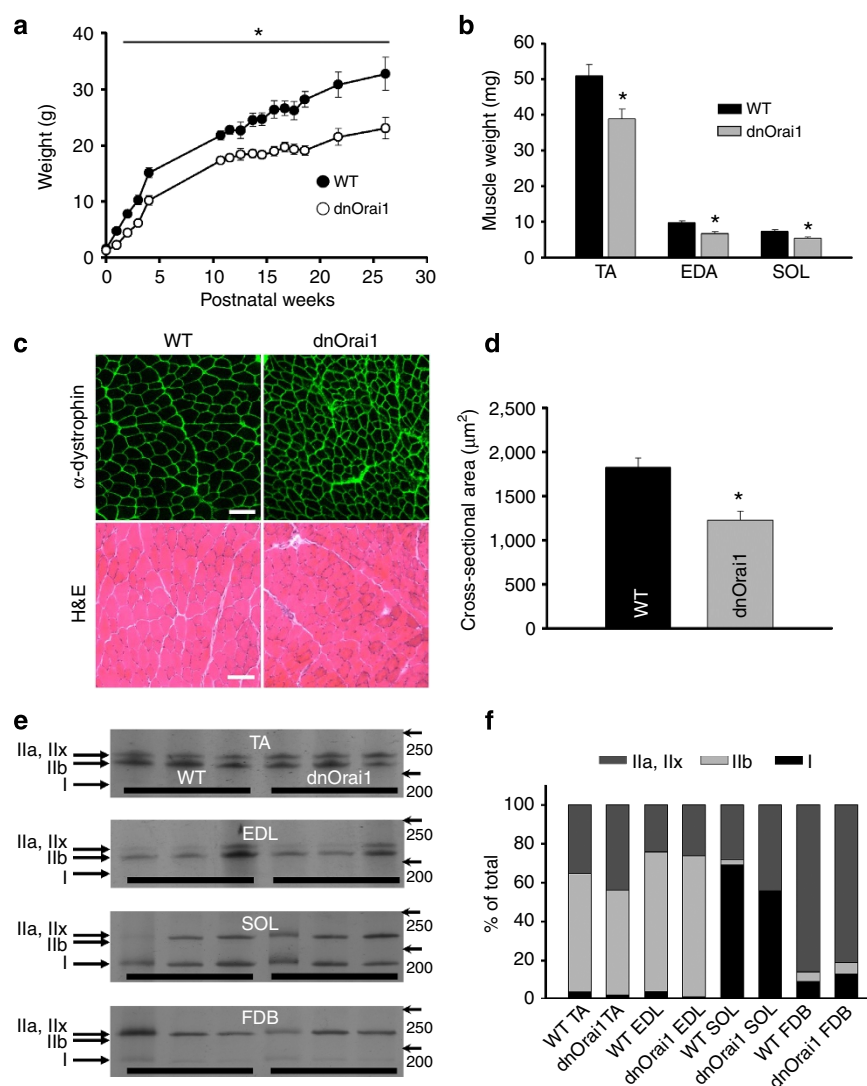 a
*
40
30
20
10
0
Weight (g)
WT
dnOrai1
0 5 10 15 20 25 30
Postnatal weeks
b
60
50
40
30
20
10
0
Muscle weight (mg)
* * *
WT
dnOrai1
TA EDA SOL
c
WT dnOrai1
α-dystrophin
H&E
d
2,500
2,000
1500
1,000
500
0
Cross-sectional area (μm²)
*
WT
dnOrai1
e
TA
IIa, IIx
IIb
I
WT dnOrai1
250
200
EDL
IIa, IIx
IIb
I
250
200
SOL
IIa, IIx
IIb
I
250
200
FDB
IIa, IIx
IIb
I
250
200
f
IIa, IIx IIb I
100
80
60
40
20
0
% of total
WT TA
dnOrai1TA
WT EDL
dnOrai1 EDL
WT SOL
dnOrai1 SOL
WT FDB
dnOrai1 FDB